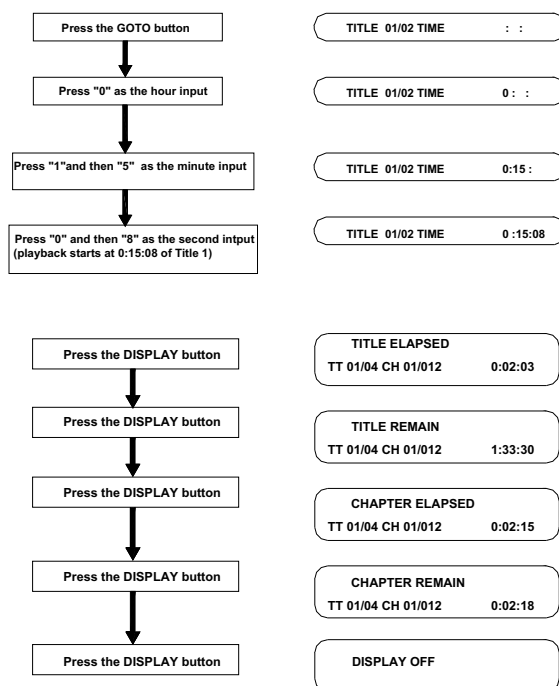 Press the GOTO button
TITLE 01/02 TIME : :
Press "0" as the hour input
TITLE 01/02 TIME 0 : :
Press "1"and then "5" as the minute input
TITLE 01/02 TIME 0:15 :
Press "0" and then "8" as the second intput
(playback starts at 0:15:08 of Title 1)
TITLE 01/02 TIME 0 :15:08
Press the DISPLAY button
TITLE ELAPSED
TT 01/04 CH 01/012 0:02:03
Press the DISPLAY button
TITLE REMAIN
TT 01/04 CH 01/012 1:33:30
Press the DISPLAY button
CHAPTER ELAPSED
TT 01/04 CH 01/012 0:02:15
Press the DISPLAY button
CHAPTER REMAIN
TT 01/04 CH 01/012 0:02:18
Press the DISPLAY button
DISPLAY OFF